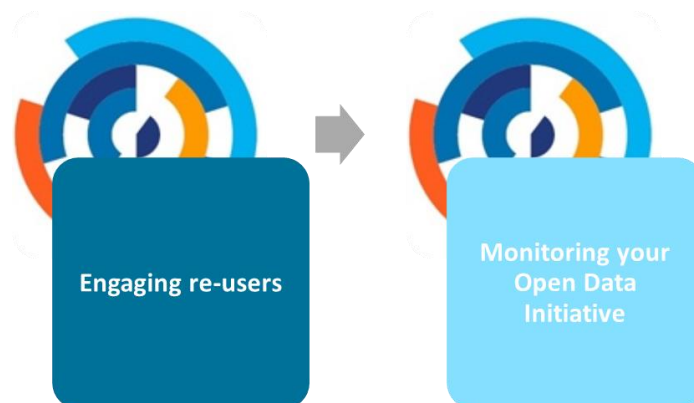 Engaging re-users
Monitoring your
Open Data
Initiative